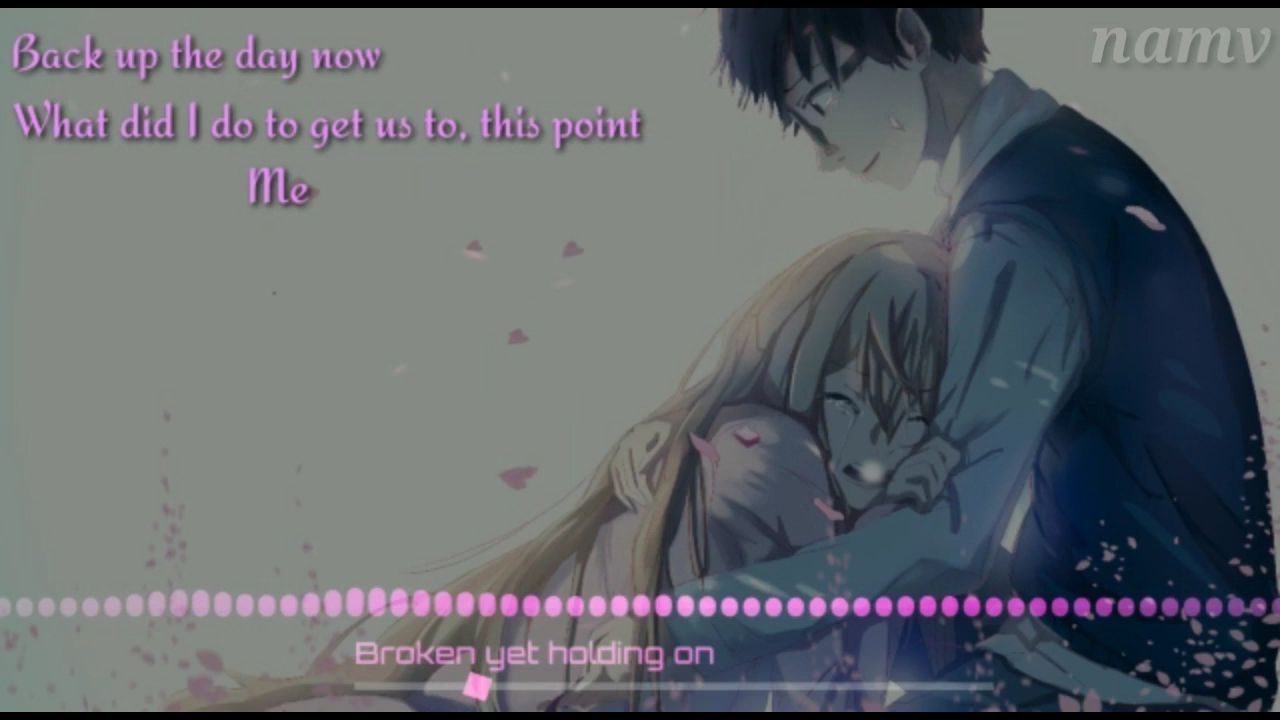 Back up the day now
namv
What did I do to get us to, this point
Me
Broken yet holding on